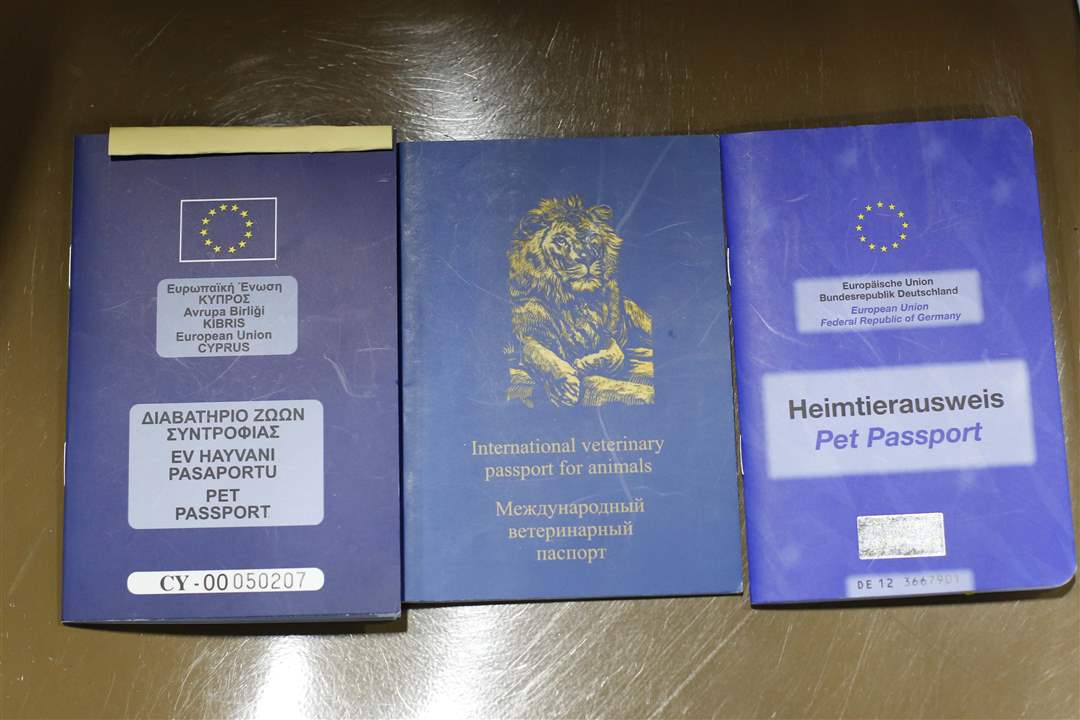 Ευρωπαϊκή Ένωση
ΚΥΠΡΟΣ
Avrupa Birliği
KIBRIS
European Union
CYPRUS
ΔΙΑΒΑΤΗΡΙΟ ΖΩΩΝ
ΣΥΝΤΡΟΦΙΑΣ
EV HAYVANI
PASAPORTU
PET
PASSPORT
CY-00 050207
International veterinary
passport for animals
Международный
ветеринарный
паспорт
Europäische Union
Bundesrepublik Deutschland
European Union
Federal Republic of Germany
Heimtierausweis
Pet Passport
DE 12 3667901